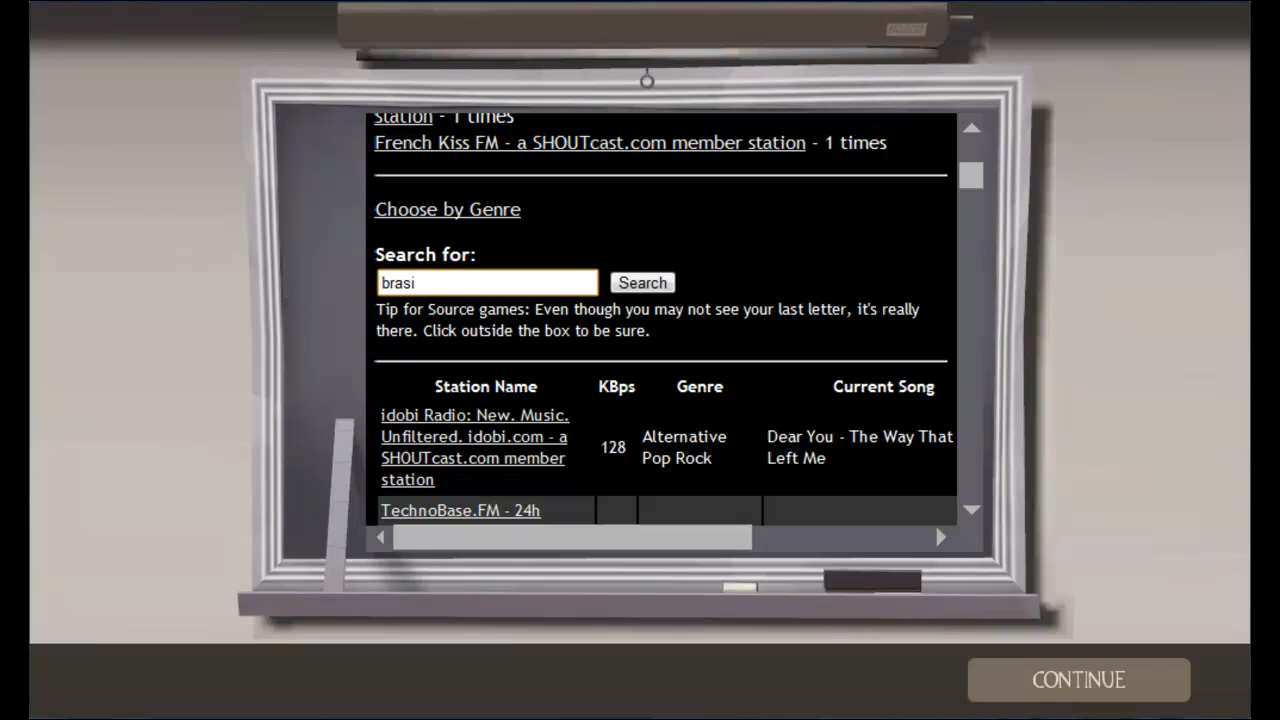 station - 1 times
French Kiss FM - a SHOUTcast.com member station - 1 times
Choose by Genre
Search for:
brasi
Search
Tip for Source games: Even though you may not see your last letter, it's really
there. Click outside the box to be sure.
Station Name KBps Genre Current Song
idobi Radio: New. Music.
Unfiltered. idobi.com - a
SHOUTcast.com member
station
128
Alternative
Pop Rock
Dear You - The Way That
Left Me
TechnoBase.FM - 24h
CONTINUE